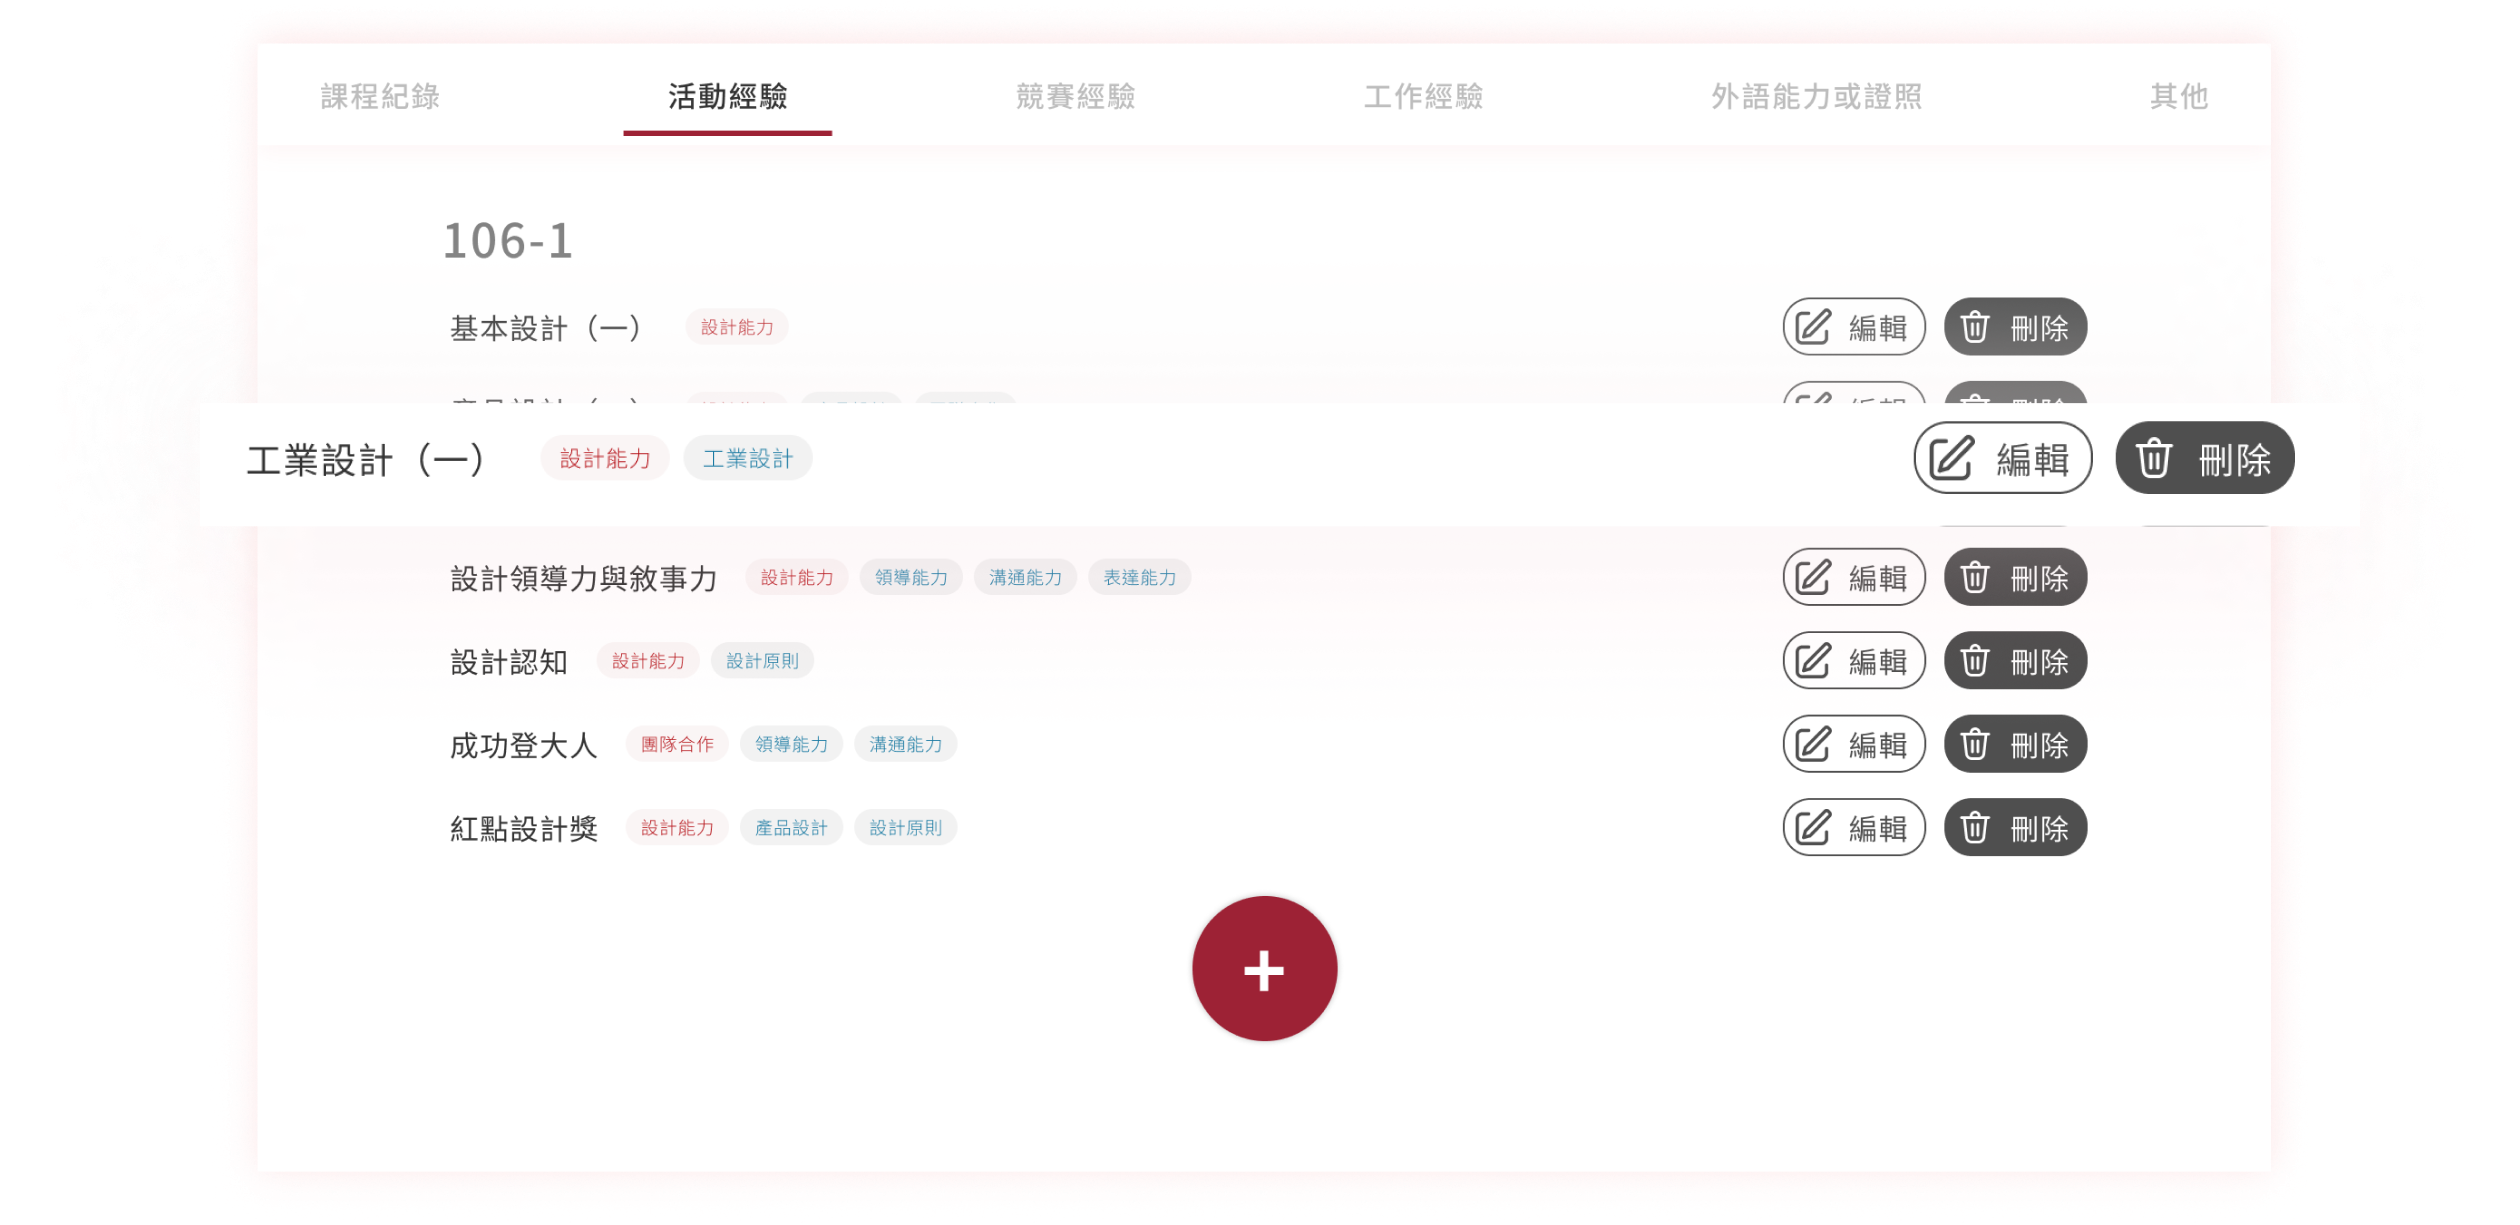 課程紀錄 活動經驗 競賽經驗 工作經驗 外語能力或證照 其他
106-1
基本設計（一） 設計能力 編輯 刪除
工業設計（一） 設計能力 工業設計 編輯 刪除
設計領導力與敘事力 設計能力 領導能力 溝通能力 表達能力 編輯 刪除
設計認知 設計能力 設計原則 編輯 刪除
成功登大人 團隊合作 領導能力 溝通能力 編輯 刪除
紅點設計獎 設計能力 產品設計 設計原則 編輯 刪除
+